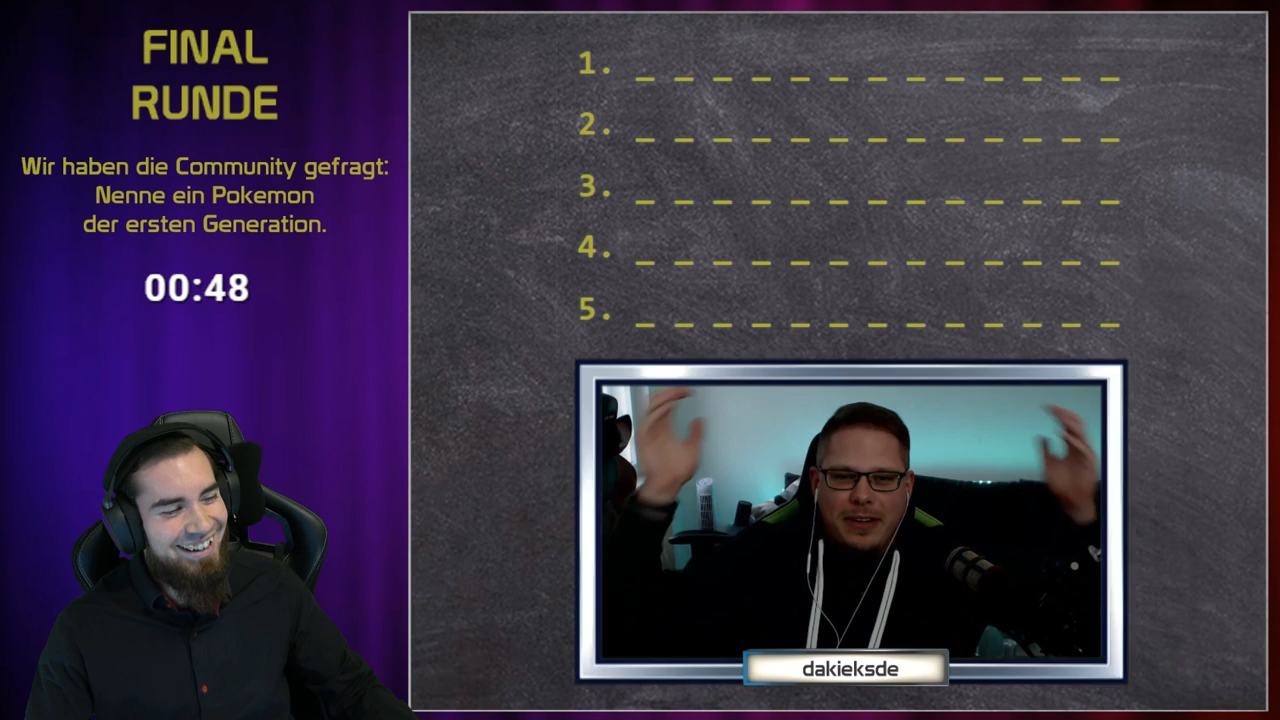 FINAL
RUNDE
Wir haben die Community gefragt:
Nenne ein Pokemon
der ersten Generation.
00:48
1. _ _ _ _ _ _ _ _ _ _ _ _ _
2. _ _ _ _ _ _ _ _ _ _ _ _ _
3. _ _ _ _ _ _ _ _ _ _ _ _ _
4. _ _ _ _ _ _ _ _ _ _ _ _ _
5. _ _ _ _ _ _ _ _ _ _ _ _ _
dakieksde